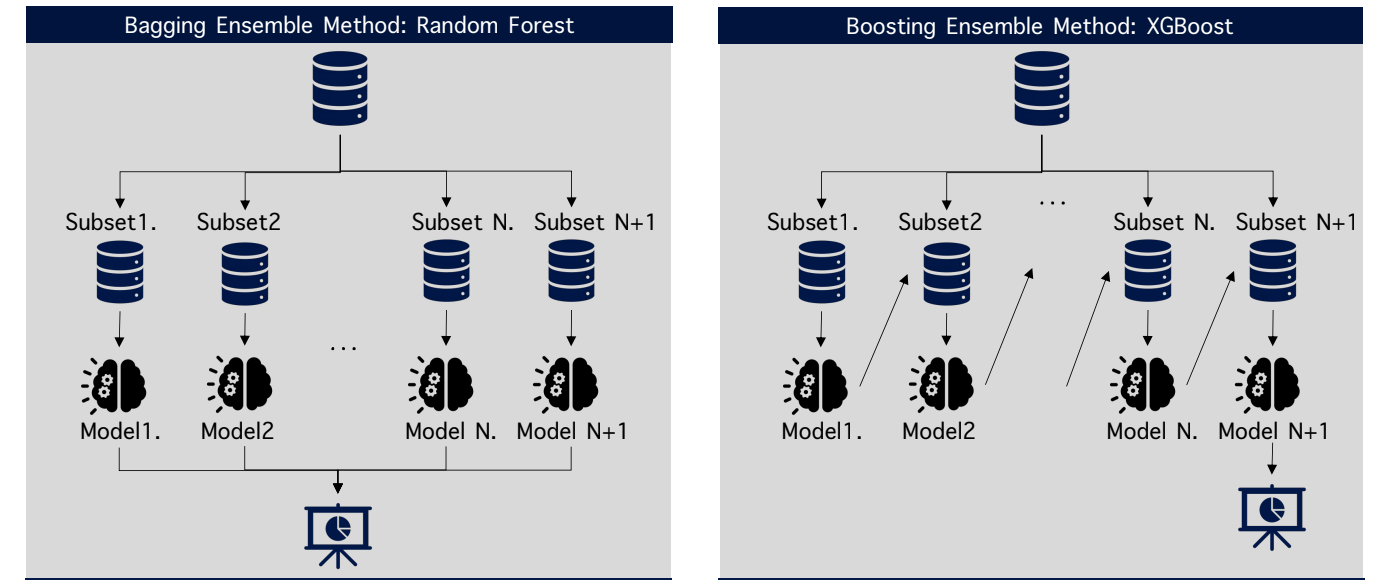 Bagging Ensemble Method: Random Forest
Subset1. Subset2 Subset N. Subset N+1
...
Model1. Model2 Model N. Model N+1
Boosting Ensemble Method: XGBoost
...
Subset1. Subset2 Subset N. Subset N+1
Model1. Model2 Model N. Model N+1